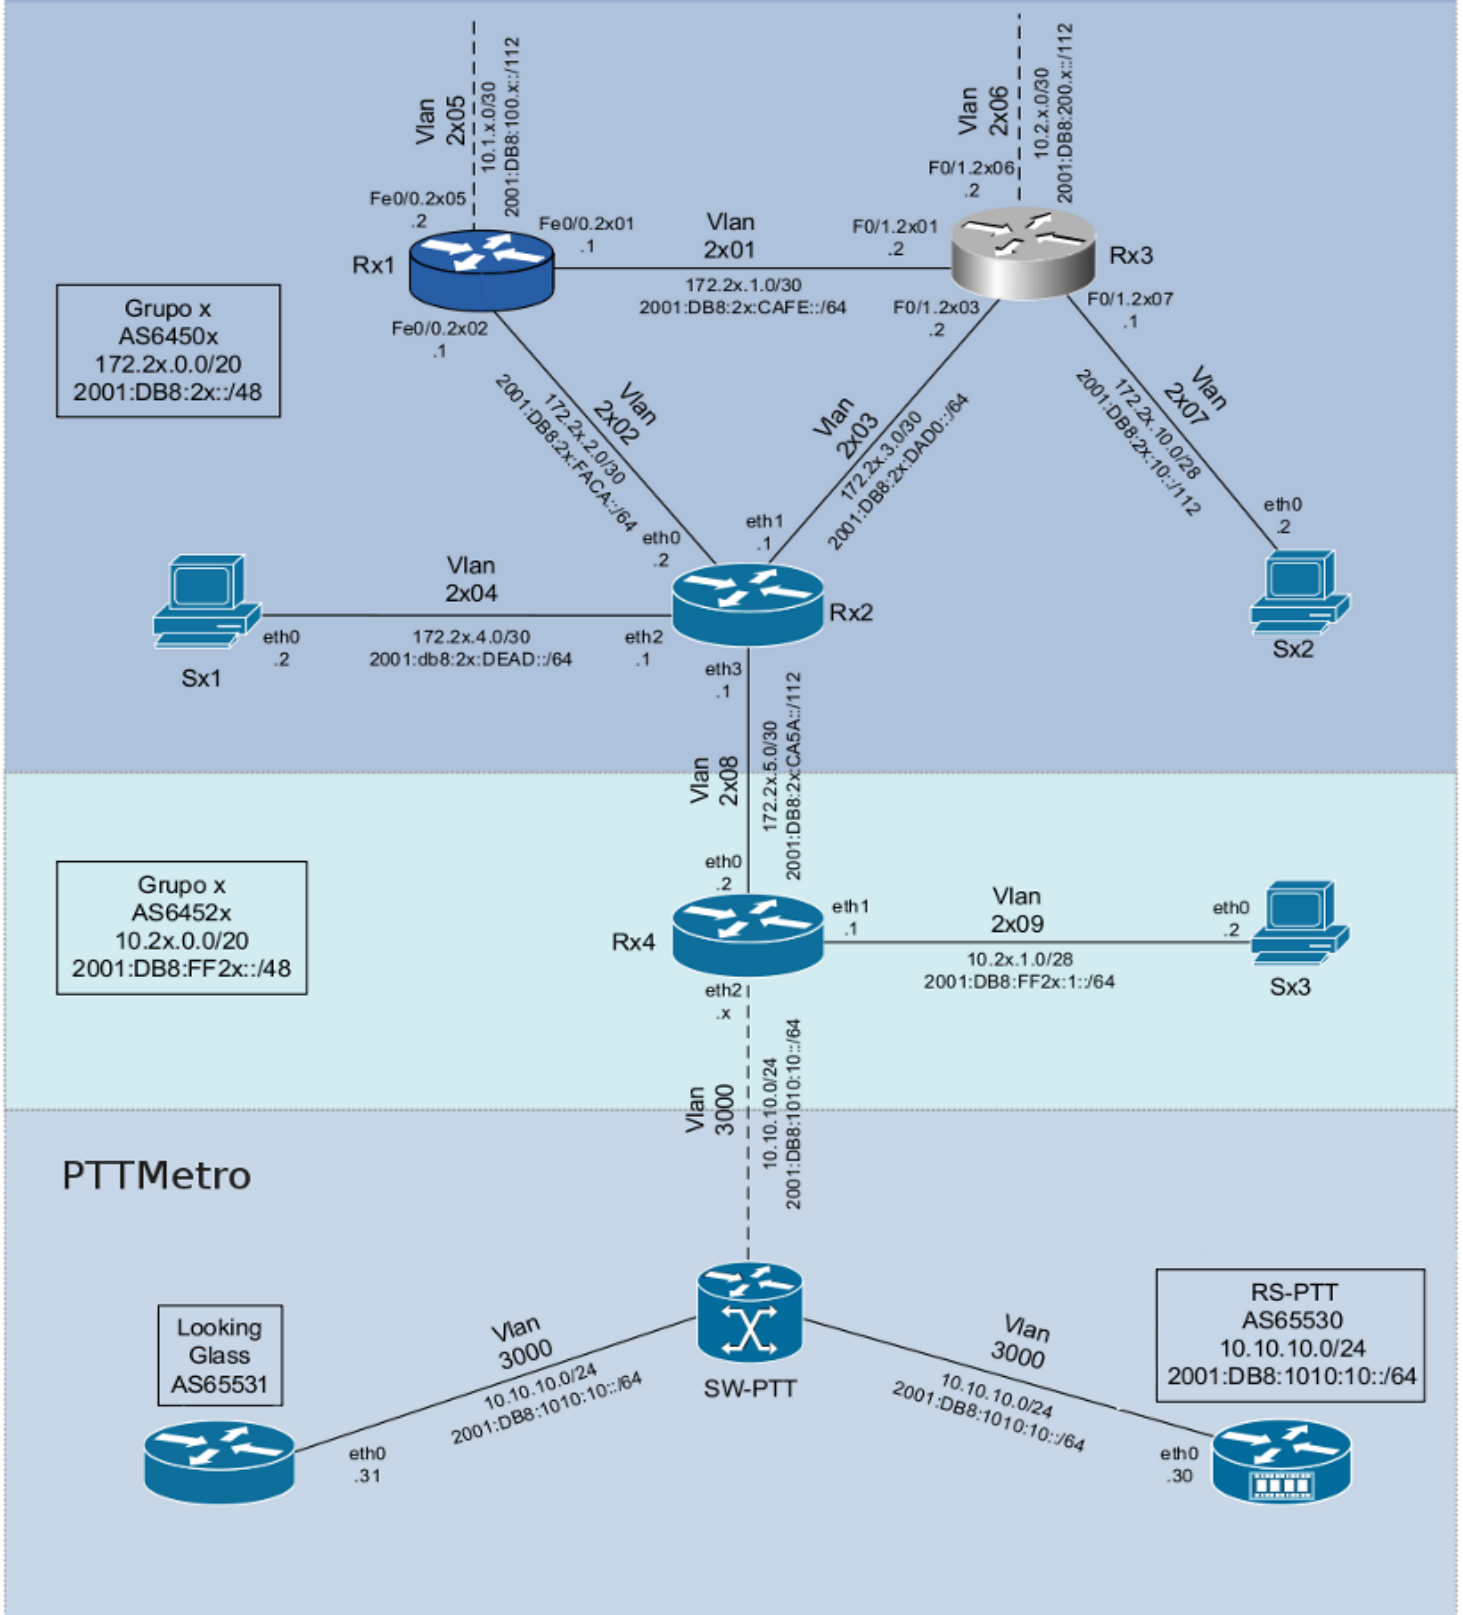 Vlan
2x05
10.1.x.0/30
2001:DB8:100.x::/112
Vlan
2x06
10.2.x.0/30
2001:DB8:200.x::/112
Fe0/0.2x05
.2
Fe0/0.2x01
.1
Vlan
2x01
F0/1.2x06
.2
F0/1.2x01
.2
Rx1
Rx3
172.2x.1.0/30
2001:DB8:2x:CAFE::/64
F0/1.2x03
.2
F0/1.2x07
.1
Fe0/0.2x02
.1
Grupo x
AS6450x
172.2x.0.0/20
2001:DB8:2x::/48
Vlan
2x02
172.2x.2.0/30
2001:DB8:2x:FACA::/64
Vlan
2x03
172.2x.3.0/30
2001:DB8:2x:DAD0::/64
Vlan
2x07
172.2x.10.0/28
2001:DB8:2x:10::/112
eth0
.2
eth1
.1
eth0
.2
Vlan
2x04
Rx2
eth0
.2
172.2x.4.0/30
2001:db8:2x:DEAD::/64
eth2
.1
Sx1
Sx2
eth3
.1
Vlan
2x08
172.2x.5.0/30
2001:DB8:2x:CA5A::/112
Grupo x
AS6452x
10.2x.0.0/20
2001:DB8:FF2x::/48
eth0
.2
eth1
.1
Vlan
2x09
eth0
.2
Rx4
10.2x.1.0/28
2001:DB8:FF2x:1::/64
Sx3
eth2
.x
Vlan
3000
10.10.10.0/24
2001:DB8:1010:10::/64
PTTMetro
Looking
Glass
AS65531
Vlan
3000
10.10.10.0/24
2001:DB8:1010:10::/64
SW-PTT
Vlan
3000
10.10.10.0/24
2001:DB8:1010:10::/64
RS-PTT
AS65530
10.10.10.0/24
2001:DB8:1010:10::/64
eth0
.31
eth0
.30